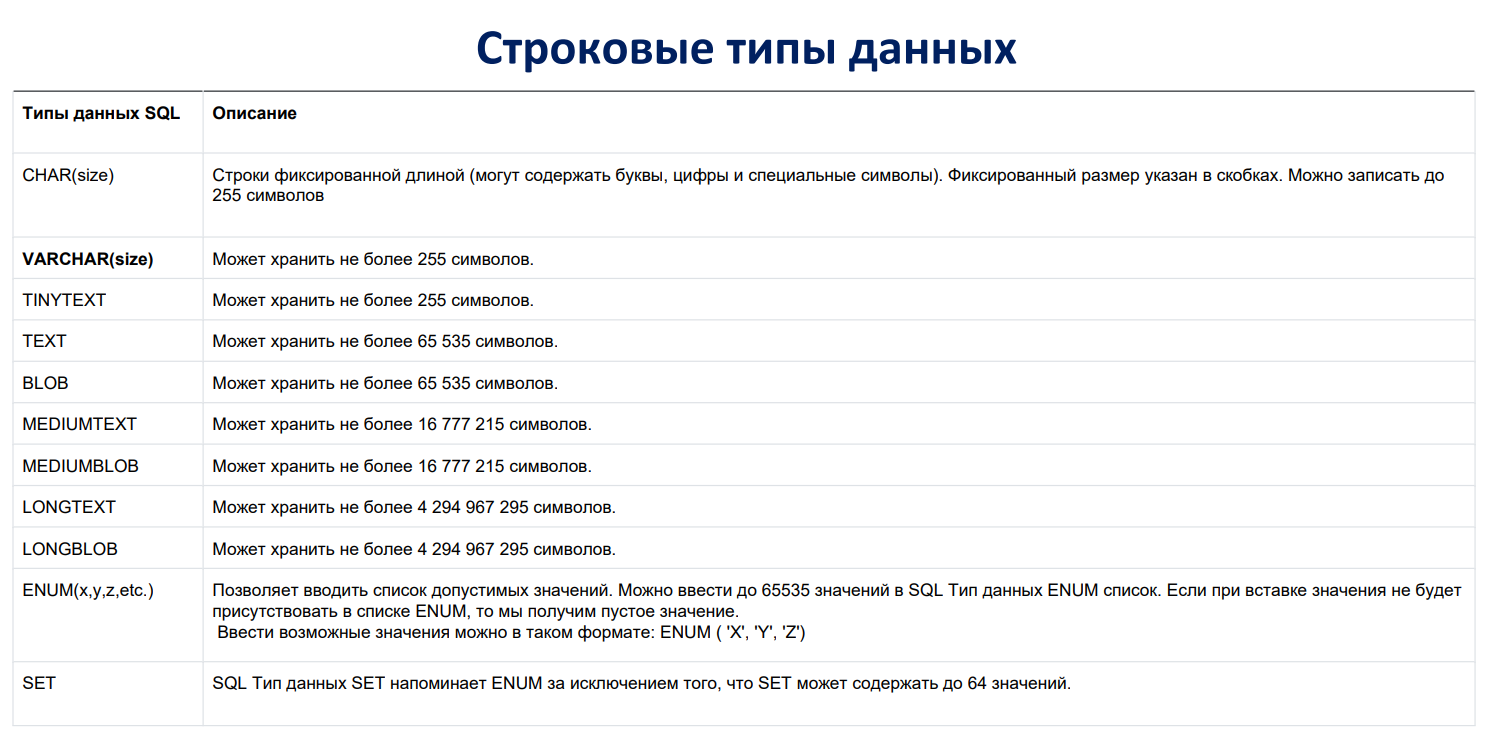 Строковые типы данных
Типы данных SQL
Описание
CHAR(size)
Строки фиксированной длиной (могут содержать буквы, цифры и специальные символы). Фиксированный размер указан в скобках. Можно записать до
255 символов
VARCHAR(size)
Может хранить не более 255 символов.
TINYTEXT
Может хранить не более 255 символов.
TEXT
Может хранить не более 65 535 символов.
BLOB
Может хранить не более 65 535 символов.
MEDIUMTEXT
Может хранить не более 16 777 215 символов.
MEDIUMBLOB
Может хранить не более 16 777 215 символов.
LONGTEXT
Может хранить не более 4 294 967 295 символов.
LONGBLOB
Может хранить не более 4 294 967 295 символов.
ENUM(x,y,z,etc.)
Позволяет вводить список допустимых значений. Можно ввести до 65535 значений в SQL Тип данных ENUM список. Если при вставке значения не будет
присутствовать в списке ENUM, то мы получим пустое значение.
Ввести возможные значения можно в таком формате: ENUM ( 'X', 'Y', 'Z')
SET
SQL Тип данных SET напоминает ENUM за исключением того, что SET может содержать до 64 значений.